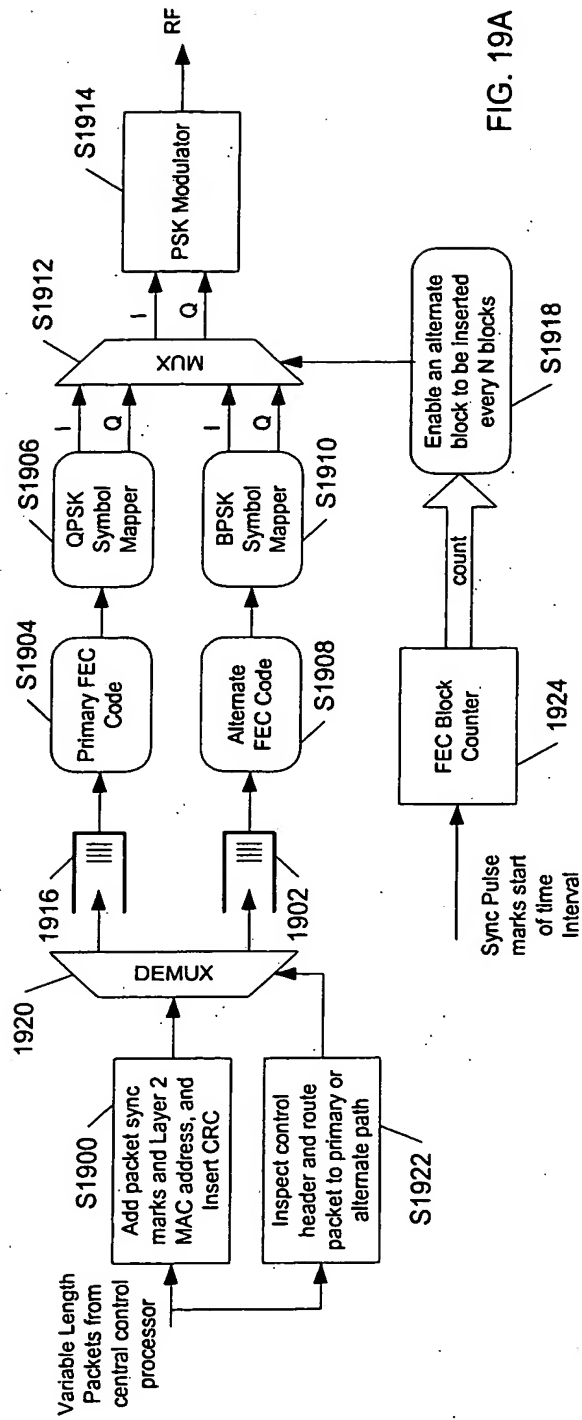 Variable Length
Packets from
central control
processor
S1900
Add packet sync
marks and Layer 2
MAC address, and
Insert CRC
Inspect control
header and route
packet to primary or
alternate path
S1922
1920
DEMUX
1916
1902
S1904
Primary FEC
Code
Alternate
FEC Code
S1908
S1906
QPSK
Symbol
Mapper
BPSK
Symbol
Mapper
S1910
I
Q
I
Q
S1912
MUX
I
Q
S1914
PSK Modulator
RF
Sync Pulse
marks start
of time
Interval
FEC Block
Counter
1924
count
Enable an alternate
block to be inserted
every N blocks
S1918
FIG. 19A